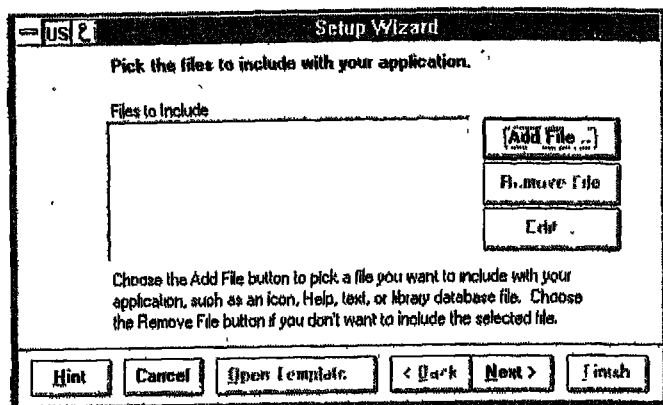 US
Setup Wizard
Pick the files to include with your application.
Files to Include
Add File ..
Remove File
Edit .
Choose the Add File button to pick a file you want to include with your
application, such as an icon, Help, text, or library database file. Choose
the Remove File button if you don't want to include the selected file.
Hint
Cancel
Open Template
< Back
Next >
Finish